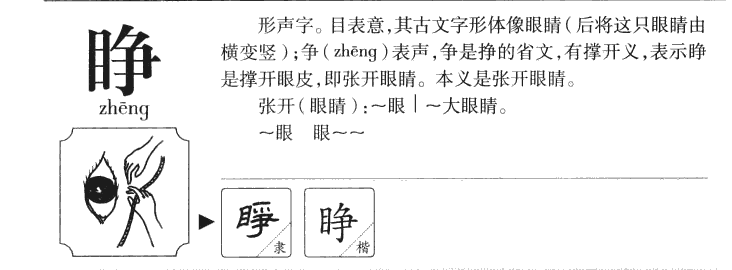 睁
zhēng
形声字。目表意,其古文字形体像眼睛(后将这只眼睛由
横变竖);争(zhēng)表声,争是挣的省文,有撑开义,表示睁
是撑开眼皮,即张开眼睛。本义是张开眼睛。
张开(眼睛):～眼｜～大眼睛。
～眼　眼～～
睜 隶
睁 楷